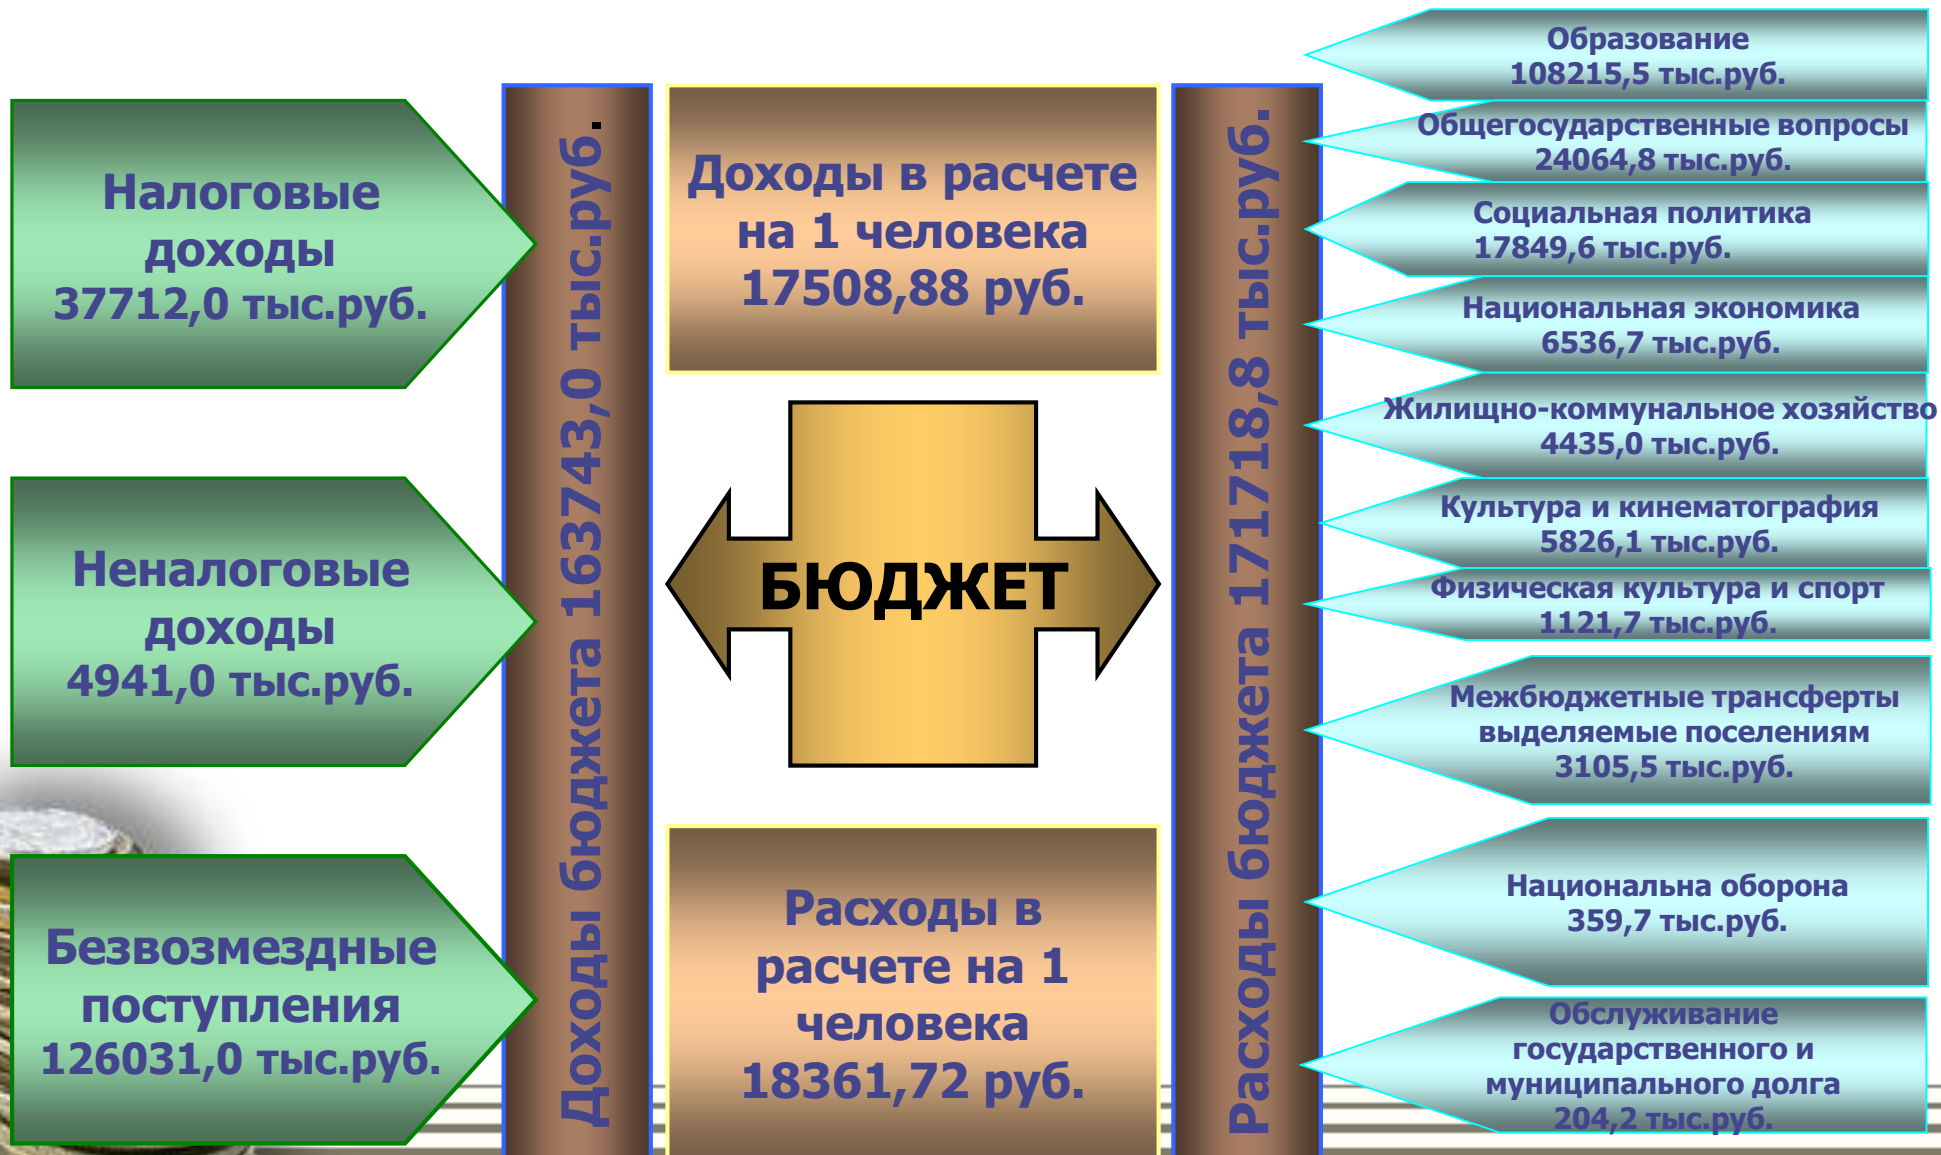 Налоговые
доходы
37712,0 тыс.руб.
Неналоговые
доходы
4941,0 тыс.руб.
Безвозмездные
поступления
126031,0 тыс.руб.
Доходы бюджета 163743,0 тыс.руб.
Доходы в расчете
на 1 человека
17508,88 руб.
БЮДЖЕТ
Расходы в
расчете на 1
человека
18361,72 руб.
Расходы бюджета 171718,8 тыс.руб.
Образование
108215,5 тыс.руб.
Общегосударственные вопросы
24064,8 тыс.руб.
Социальная политика
17849,6 тыс.руб.
Национальная экономика
6536,7 тыс.руб.
Жилищно-коммунальное хозяйство
4435,0 тыс.руб.
Культура и кинематография
5826,1 тыс.руб.
Физическая культура и спорт
1121,7 тыс.руб.
Межбюджетные трансферты
выделяемые поселениям
3105,5 тыс.руб.
Национальна оборона
359,7 тыс.руб.
Обслуживание
государственного и
муниципального долга
204,2 тыс.руб.